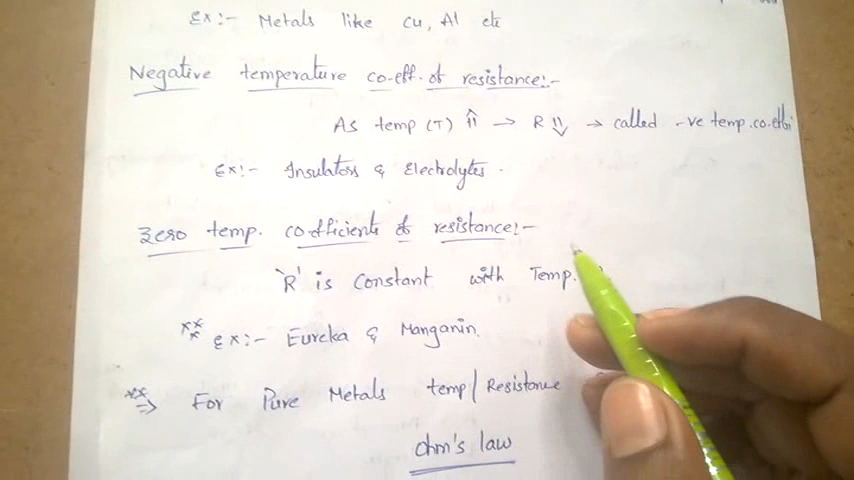 Ex:- Metals like Cu, Al etc
Negative temperature co-eff. of resistance:-
As temp (T) ⇑ → R ⇓ → called -ve temp. co-effi
Ex:- Insulators & Electrolytes.
Zero temp. coefficients of resistance:-
'R' is Constant with Temp.
** * Ex:- Eureka & Manganin.
** ⇒ For Pure Metals temp/Resistance
Ohm's law